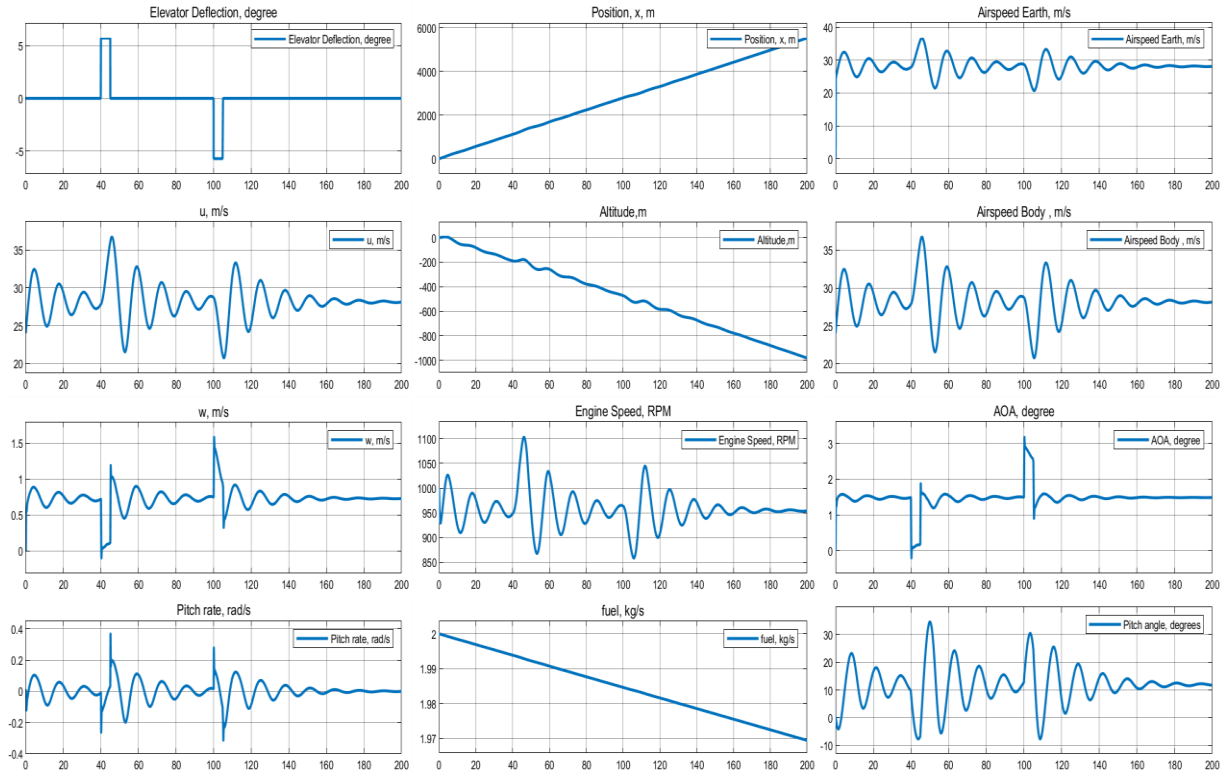 Elevator Deflection, degree
Elevator Deflection, degree
5
0
-5
0 20 40 60 80 100 120 140 160 180 200
Position, x, m
Position, x, m
6000
4000
2000
0
0 20 40 60 80 100 120 140 160 180 200
Airspeed Earth, m/s
Airspeed Earth, m/s
40
30
20
10
0
0 20 40 60 80 100 120 140 160 180 200
u, m/s
u, m/s
35
30
25
20
0 20 40 60 80 100 120 140 160 180 200
Altitude,m
Altitude,m
0
-200
-400
-600
-800
-1000
0 20 40 60 80 100 120 140 160 180 200
Airspeed Body , m/s
Airspeed Body , m/s
35
30
25
20
0 20 40 60 80 100 120 140 160 180 200
w, m/s
w, m/s
1.5
1
0.5
0
0 20 40 60 80 100 120 140 160 180 200
Engine Speed, RPM
Engine Speed, RPM
1100
1050
1000
950
900
850
0 20 40 60 80 100 120 140 160 180 200
AOA, degree
AOA, degree
3
2
1
0
0 20 40 60 80 100 120 140 160 180 200
Pitch rate, rad/s
Pitch rate, rad/s
0.4
0.2
0
-0.2
-0.4
0 20 40 60 80 100 120 140 160 180 200
fuel, kg/s
fuel, kg/s
2
1.99
1.98
1.97
0 20 40 60 80 100 120 140 160 180 200
Pitch angle, degrees
30
20
10
0
-10
0 20 40 60 80 100 120 140 160 180 200